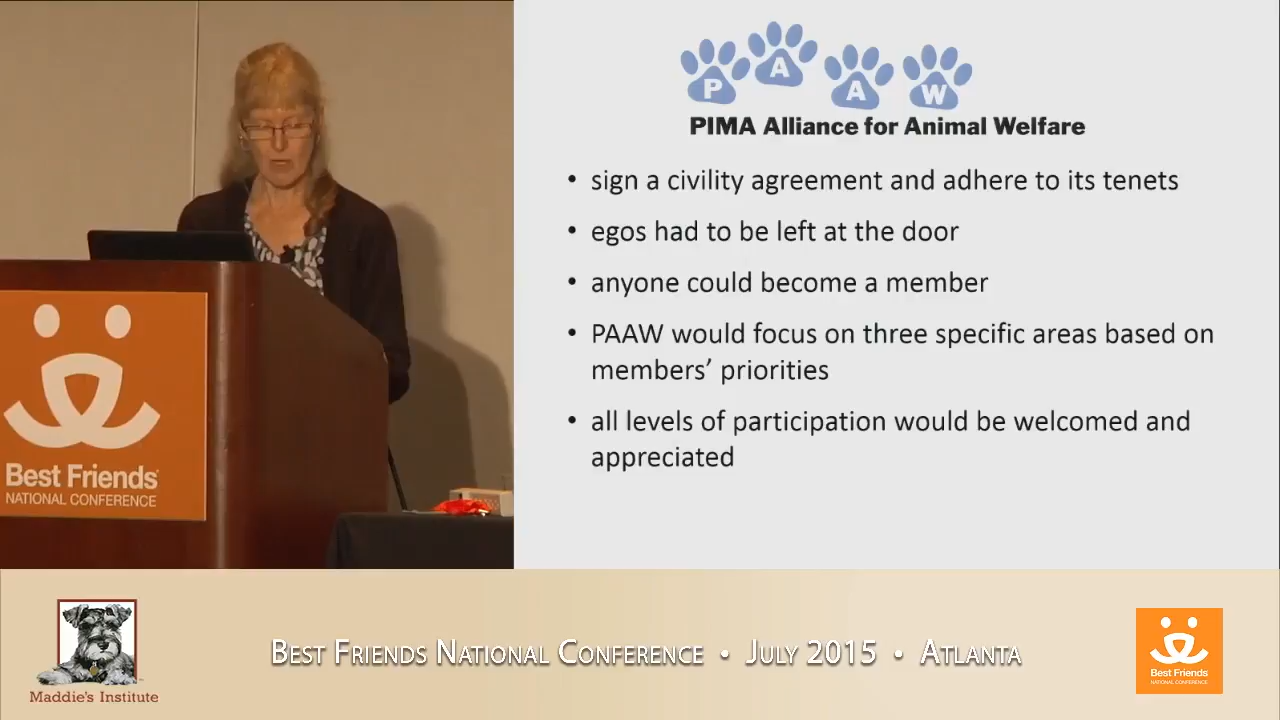 P A A W
PIMA Alliance for Animal Welfare
• sign a civility agreement and adhere to its tenets
• egos had to be left at the door
• anyone could become a member
• PAAW would focus on three specific areas based on
members’ priorities
• all levels of participation would be welcomed and
appreciated
Best Friends
NATIONAL CONFERENCE
Maddie's Institute
Best Friends National Conference • July 2015 • Atlanta
Best Friends
NATIONAL CONFERENCE